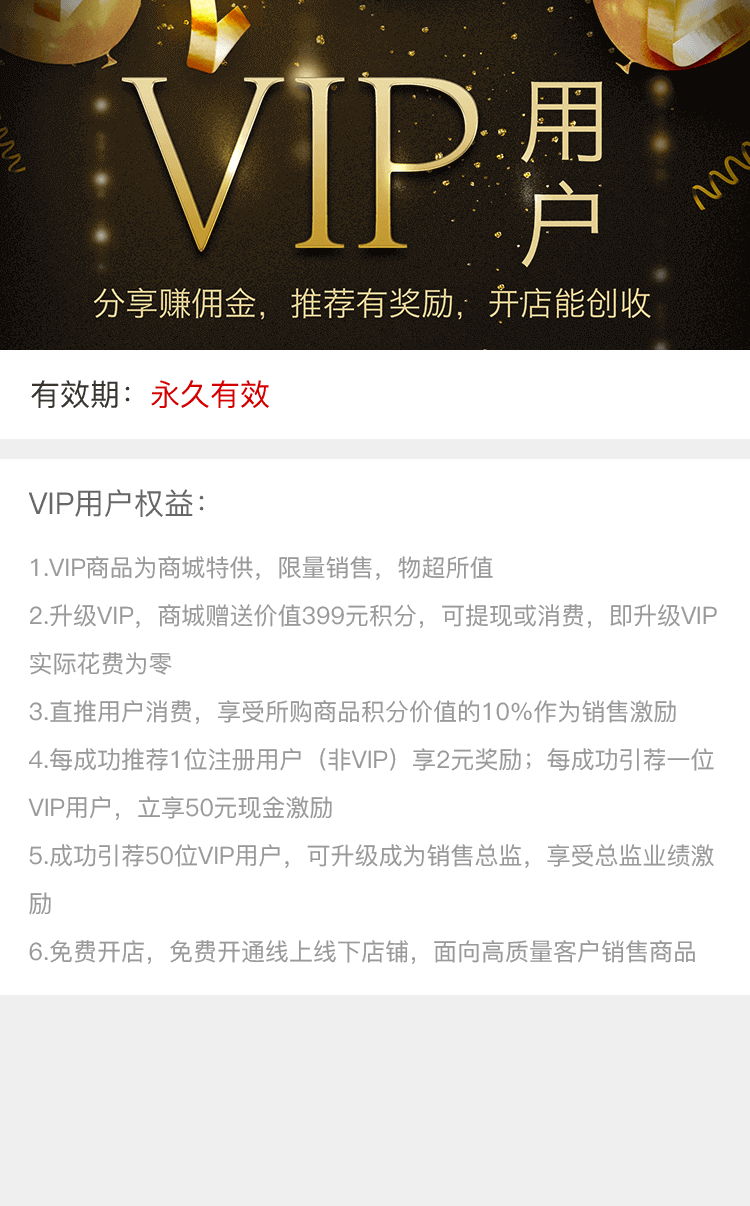 VIP用户
分享赚佣金，推荐有奖励，开店能创收
有效期：永久有效
VIP用户权益：
1.VIP商品为商城特供，限量销售，物超所值
2.升级VIP，商城赠送价值399元积分，可提现或消费，即升级VIP
实际花费为零
3.直推用户消费，享受所购商品积分价值的10%作为销售激励
4.每成功推荐1位注册用户（非VIP）享2元奖励；每成功引荐一位
VIP用户，立享50元现金激励
5.成功引荐50位VIP用户，可升级成为销售总监，享受总监业绩激
励
6.免费开店，免费开通线上线下店铺，面向高质量客户销售商品